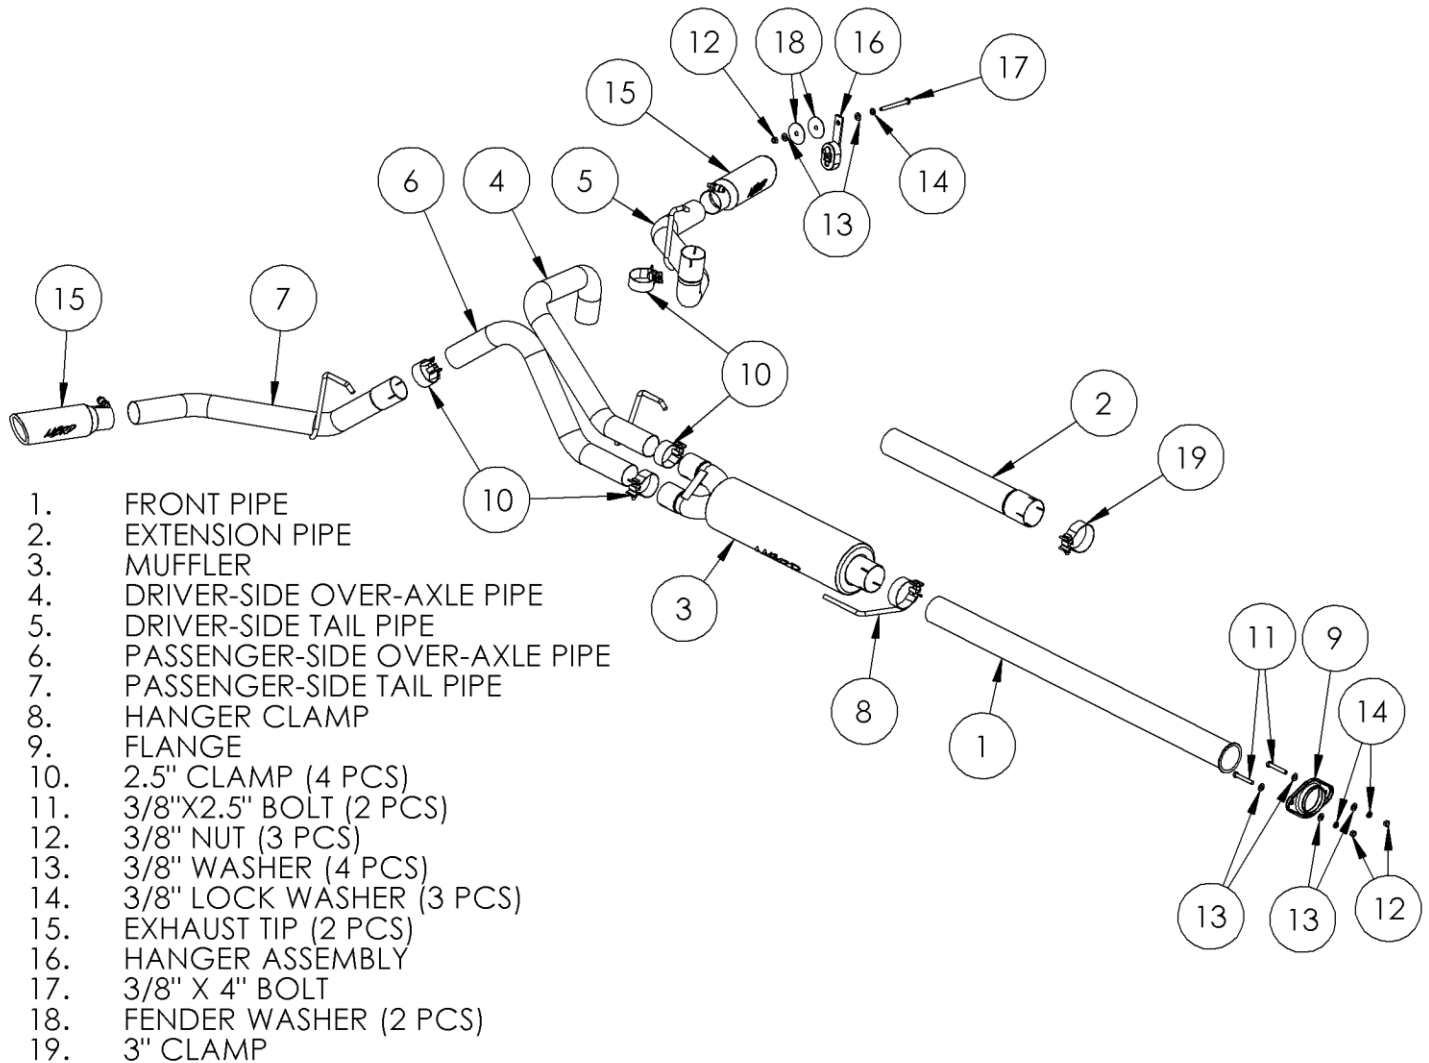 12
18
16
17
15
14
13
6
4
5
15
7
10
2
19
10
3
8
1
11
9
14
13
13
12
1. FRONT PIPE
2. EXTENSION PIPE
3. MUFFLER
4. DRIVER-SIDE OVER-AXLE PIPE
5. DRIVER-SIDE TAIL PIPE
6. PASSENGER-SIDE OVER-AXLE PIPE
7. PASSENGER-SIDE TAIL PIPE
8. HANGER CLAMP
9. FLANGE
10. 2.5" CLAMP (4 PCS)
11. 3/8"X2.5" BOLT (2 PCS)
12. 3/8" NUT (3 PCS)
13. 3/8" WASHER (4 PCS)
14. 3/8" LOCK WASHER (3 PCS)
15. EXHAUST TIP (2 PCS)
16. HANGER ASSEMBLY
17. 3/8" X 4" BOLT
18. FENDER WASHER (2 PCS)
19. 3" CLAMP